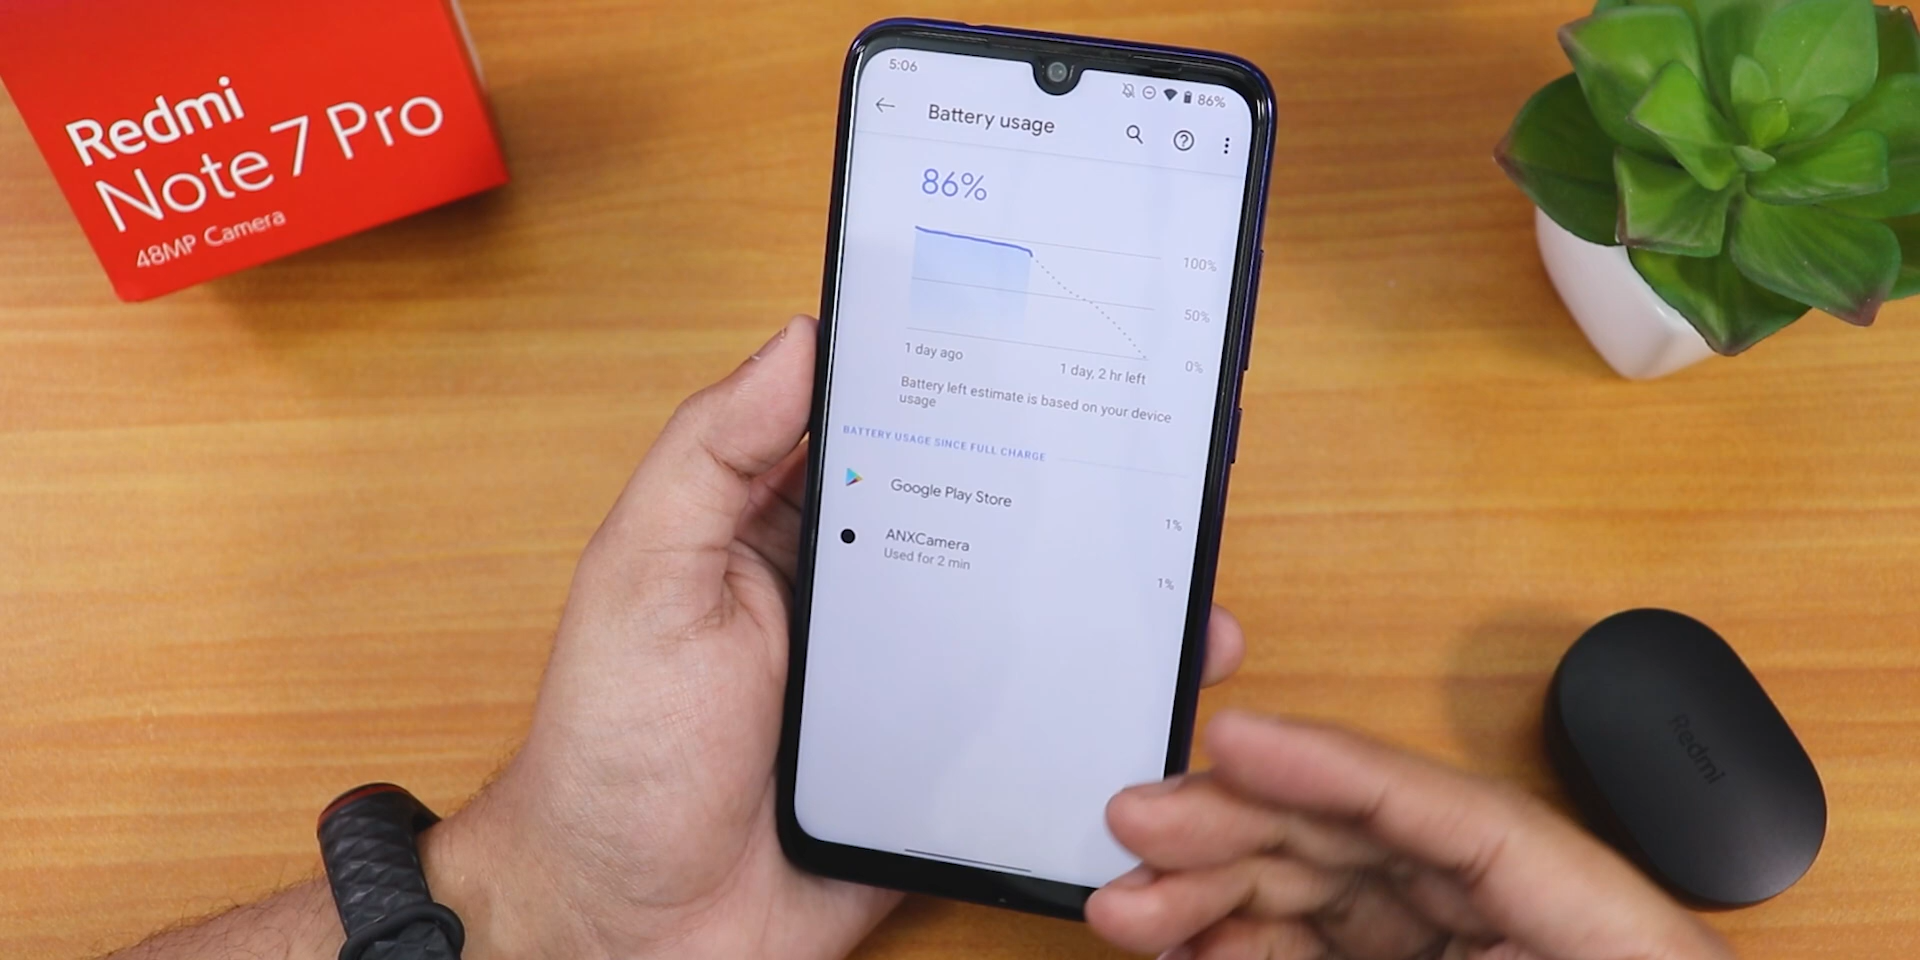 Redmi
Note 7 Pro
48MP Camera
5:06
86%
Battery usage
86%
100%
50%
0%
1 day ago
1 day, 2 hr left
Battery left estimate is based on your device
usage
BATTERY USAGE SINCE FULL CHARGE
Google Play Store
1%
ANXCamera
Used for 2 min
1%
Redmi